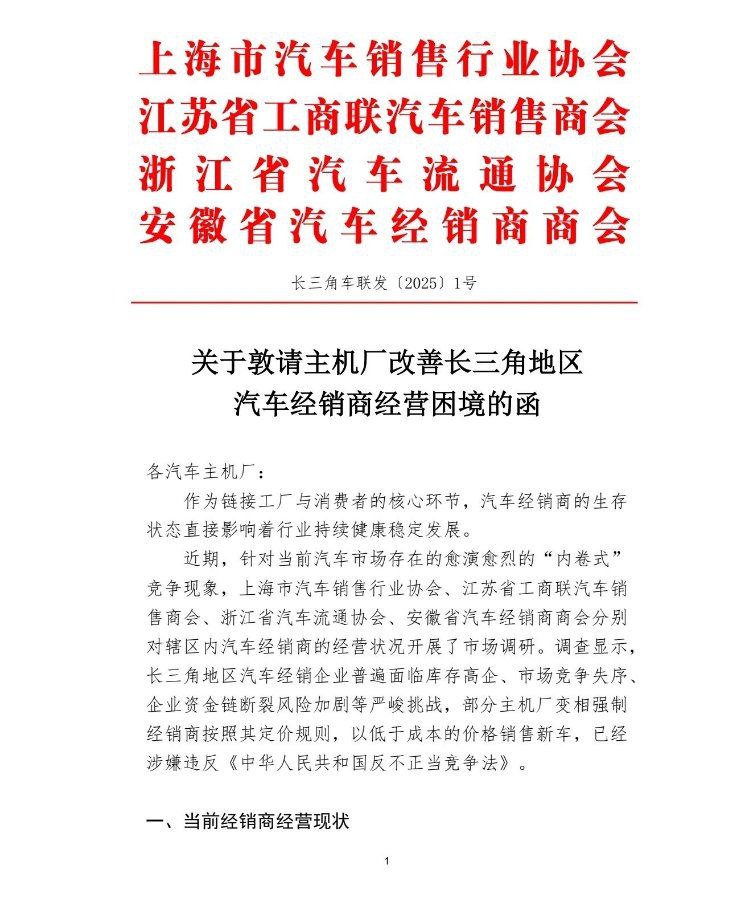 上海市汽车销售行业协会
江苏省工商联汽车销售商会
浙江省汽车流通协会
安徽省汽车经销商商会
长三角车联发〔2025〕1号
关于敦请主机厂改善长三角地区
汽车经销商经营困境的函
各汽车主机厂：
作为链接工厂与消费者的核心环节，汽车经销商的生存
状态直接影响着行业持续健康稳定发展。
近期，针对当前汽车市场存在的愈演愈烈的“内卷式”
竞争现象，上海市汽车销售行业协会、江苏省工商联汽车销
售商会、浙江省汽车流通协会、安徽省汽车经销商商会分别
对辖区内汽车经销商的经营状况开展了市场调研。调查显示，
长三角地区汽车经销企业普遍面临库存高企、市场竞争失序、
企业资金链断裂风险加剧等严峻挑战，部分主机厂变相强制
经销商按照其定价规则，以低于成本的价格销售新车，已经
涉嫌违反《中华人民共和国反不正当竞争法》。
一、当前经销商经营现状
1